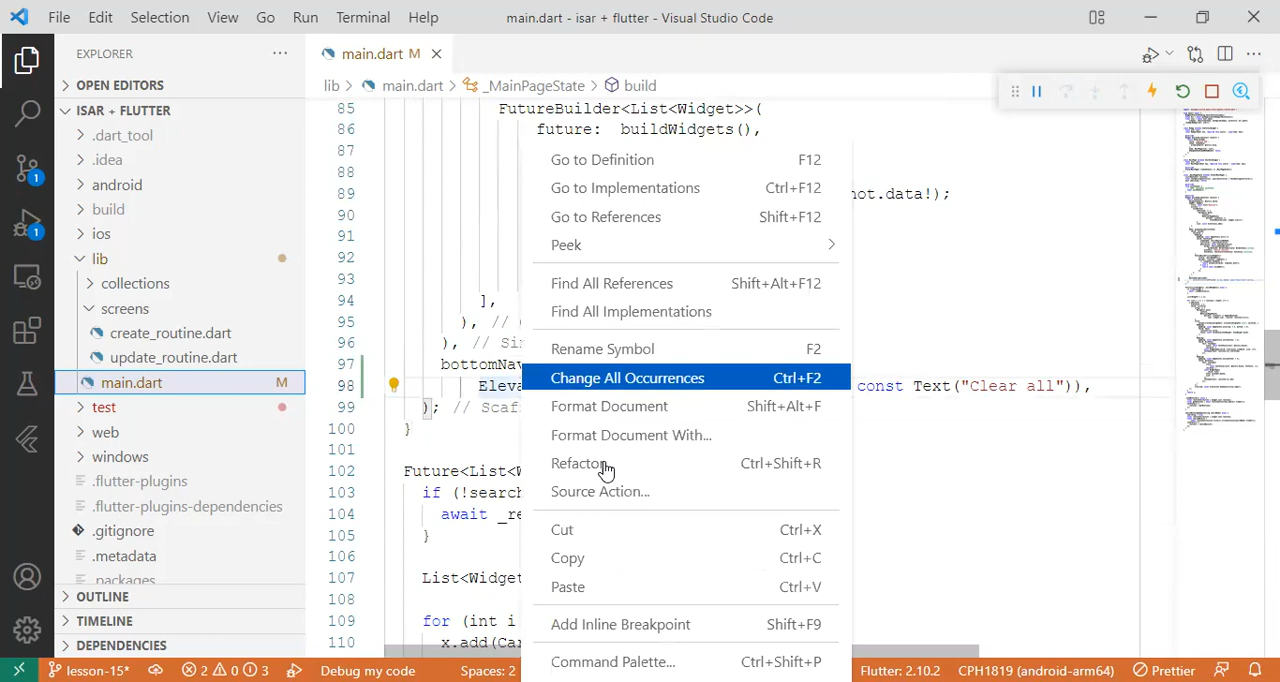 File Edit Selection View Go Run Terminal Help main.dart - isar + flutter - Visual Studio Code
EXPLORER
main.dart M
OPEN EDITORS
lib > main.dart > _MainPageState > build
ISAR + FLUTTER
.dart_tool
.idea
android
build
ios
lib
collections
screens
create_routine.dart
update_routine.dart
main.dart M
test
web
windows
.flutter-plugins
.flutter-plugins-dependencies
.gitignore
.metadata
.packages
OUTLINE
TIMELINE
DEPENDENCIES
1
1
85 FutureBuilder<List<Widget>>(
86 future: buildWidgets(),
87
88
89 hot.data!);
90
91
92
93
94 ],
95 ), //
96 ), // Si
97 bottomNav
98 Eleva const Text("Clear all")),
99 ); // Scaf
100 }
101
102 Future<List<W
103 if (!search
104 await _re
105 }
106
107 List<Widget
108
109 for (int i
110 x.add(Car
Go to Definition F12
Go to Implementations Ctrl+F12
Go to References Shift+F12
Peek
Find All References Shift+Alt+F12
Find All Implementations
Rename Symbol F2
Change All Occurrences Ctrl+F2
Format Document Shift+Alt+F
Format Document With...
Refactor Ctrl+Shift+R
Source Action...
Cut Ctrl+X
Copy Ctrl+C
Paste Ctrl+V
Add Inline Breakpoint Shift+F9
Command Palette... Ctrl+Shift+P
lesson-15* 2 0 3 Debug my code Spaces: 2 Flutter: 2.10.2 CPH1819 (android-arm64) Prettier